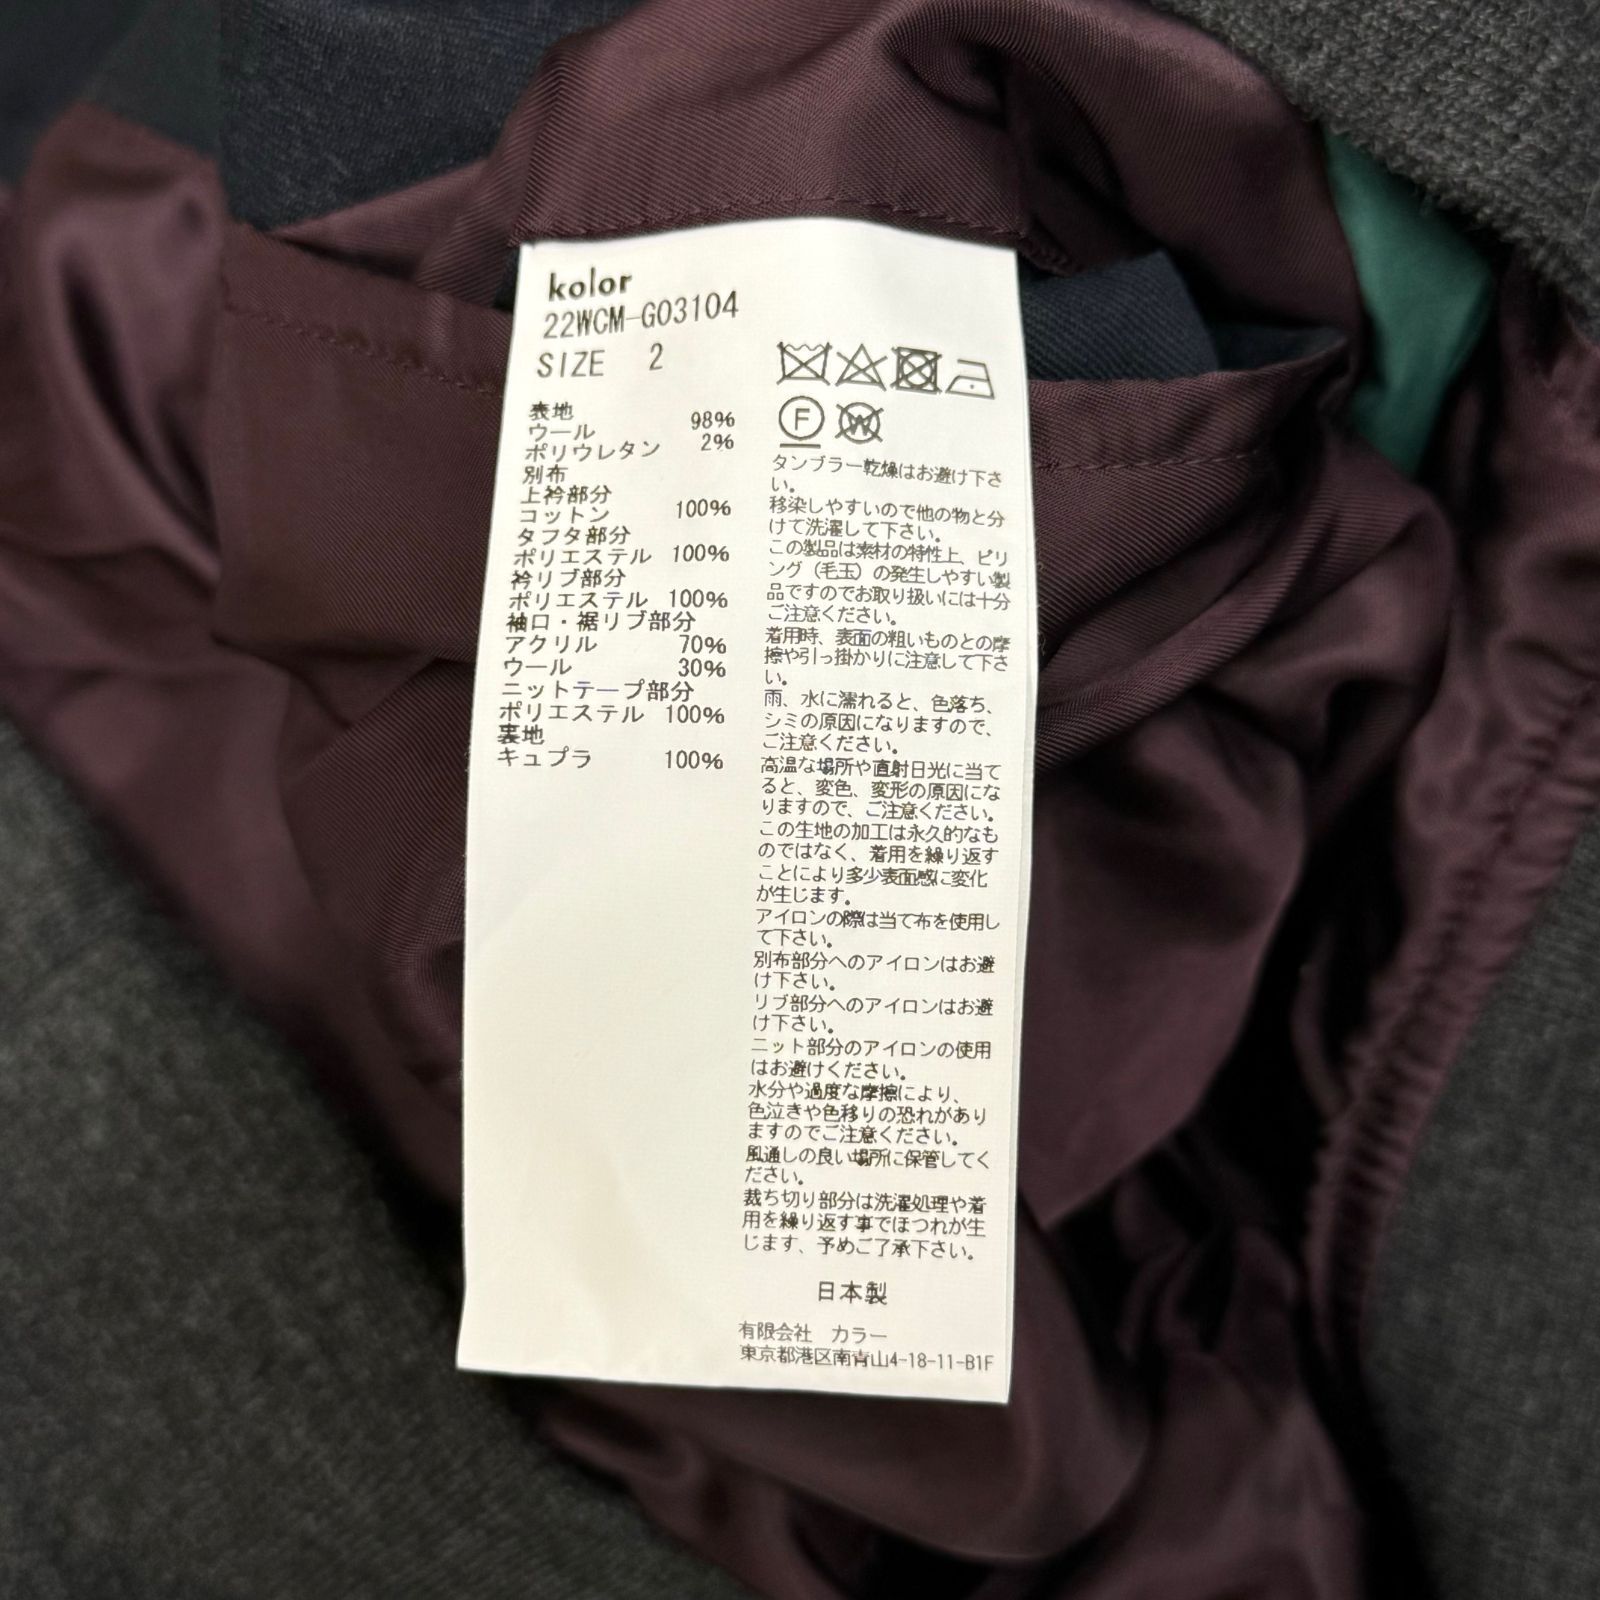 kolor
22WCM-G03104
SIZE 2
表地
ウール 98%
ポリウレタン 2%
別布
上衿部分
コットン 100%
タフタ部分
ポリエステル 100%
衿リブ部分
ポリエステル 100%
袖口・裾リブ部分
アクリル 70%
ウール 30%
ニットテープ部分
ポリエステル 100%
裏地
キュプラ 100%
F
W
タンブラー乾燥はお避け下さ
い。
移染しやすいので他の物と分
けて洗濯して下さい。
この製品は素材の特性上、ピリ
ング（毛玉）の発生しやすい製
品ですのでお取り扱いには十分
ご注意ください。
着用時、表面の粗いものとの摩
擦や引っ掛かりに注意して下さ
い。
雨、水に濡れると、色落ち、
シミの原因になりますので、
ご注意ください。
高温な場所や直射日光に当て
ると、変色、変形の原因にな
りますので、ご注意ください。
この生地の加工は永久的なも
のではなく、着用を繰り返す
ことにより多少表面感に変化
が生じます。
アイロンの際は当て布を使用し
て下さい。
別布部分へのアイロンはお避
け下さい。
リブ部分へのアイロンはお避
け下さい。
ニット部分のアイロンの使用
はお避けください。
水分や過度な摩擦により、
色泣きや色移りの恐れがあり
ますのでご注意ください。
風通しの良い場所に保管してく
ださい。
裁ち切り部分は洗濯処理や着
用を繰り返す事でほつれが生
じます、予めご了承下さい。
日本製
有限会社 カラー
東京都港区南青山4-18-11-B1F